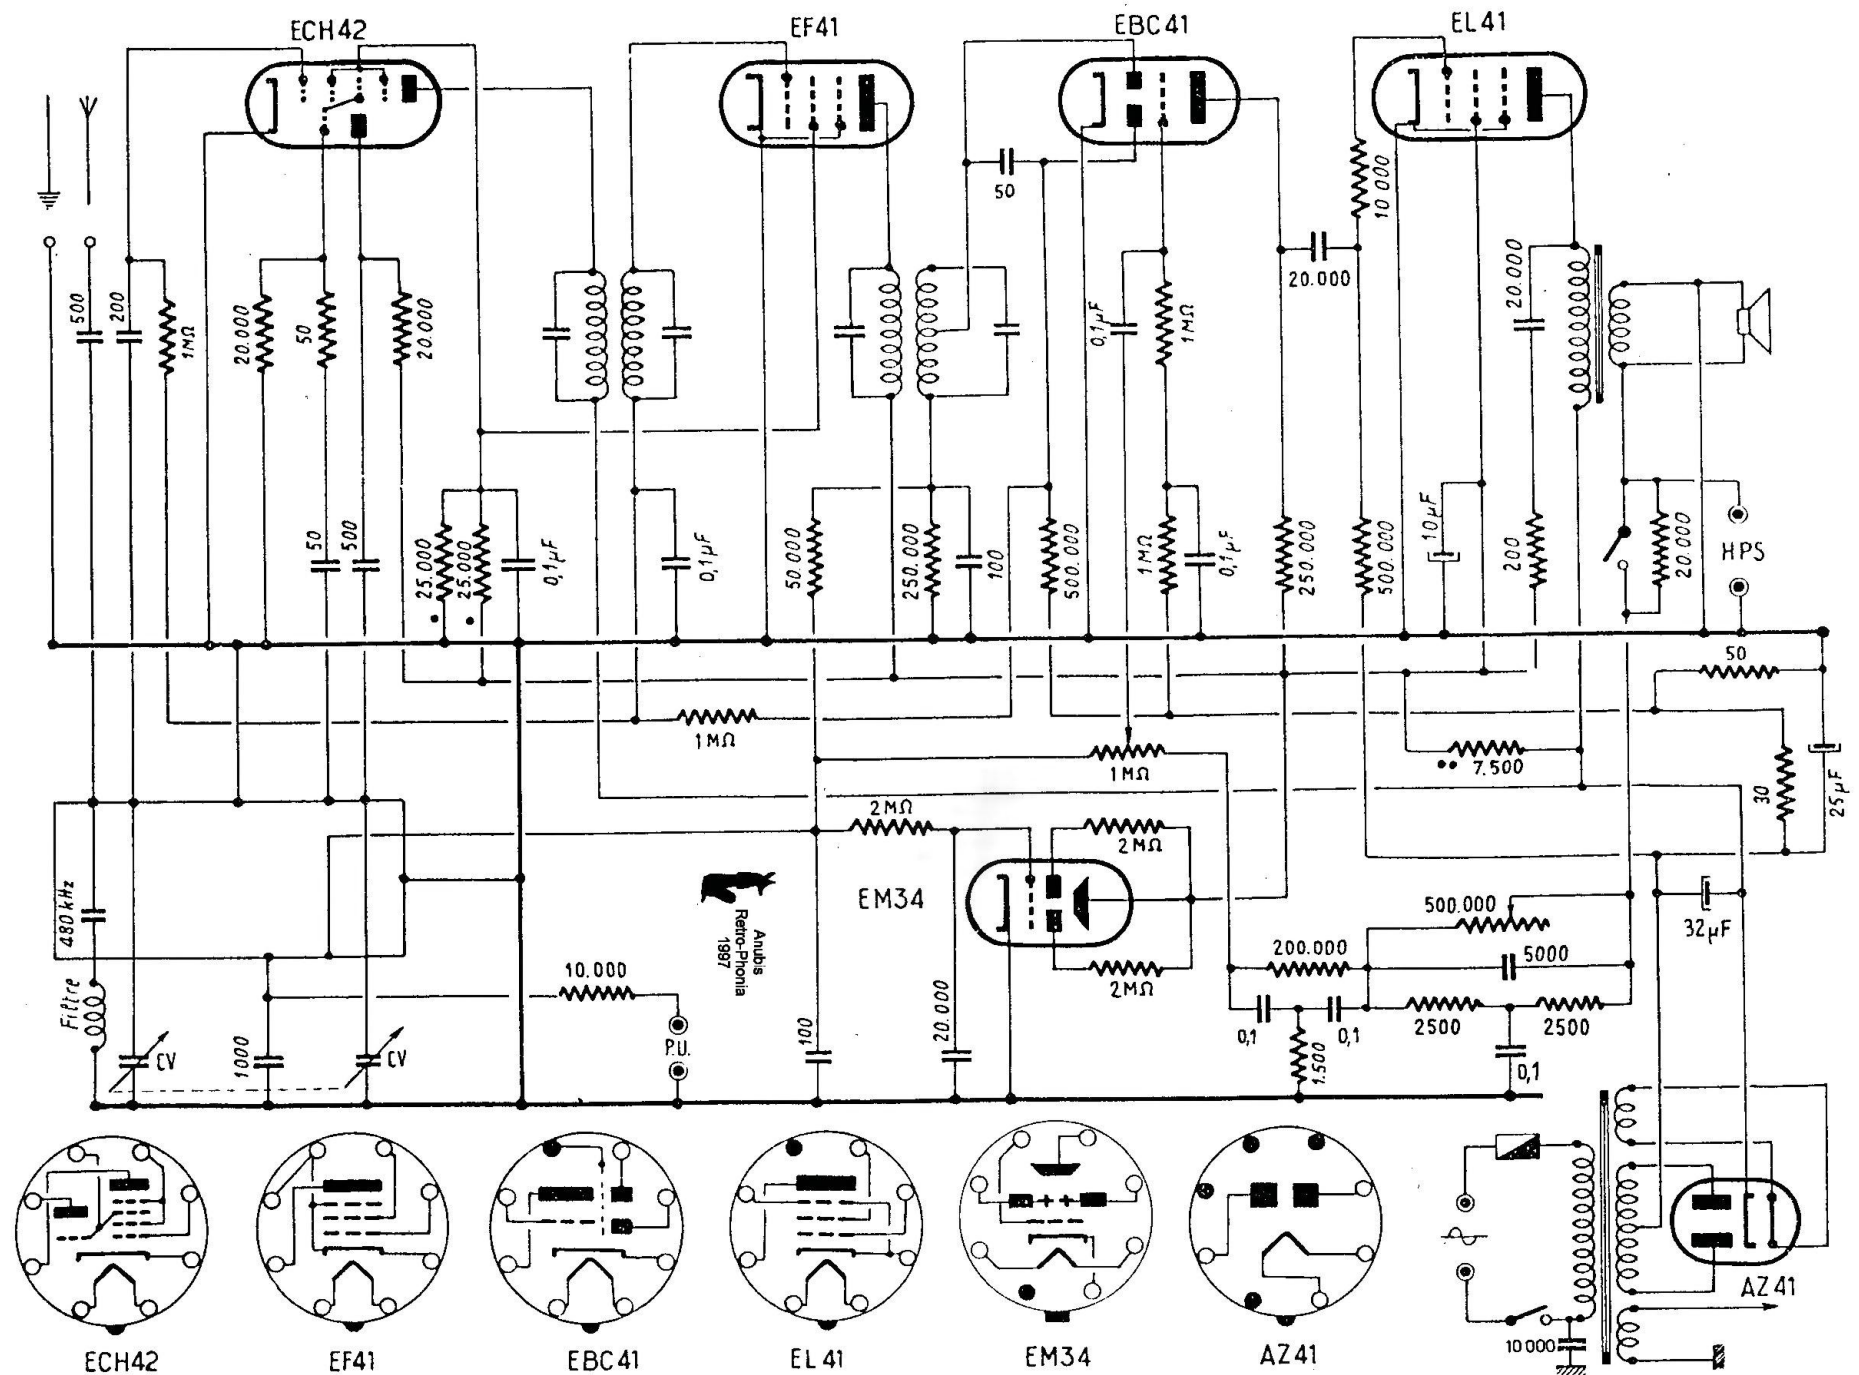 ECH42
EF41
EBC41
EL41
50
10 000
20.000
500
200
1MΩ
20.000
50
20.000
0,1µF
1MΩ
20.000
50
500
25.000
25.000
0,1µF
0,1µF
50.000
250.000
100
500.000
1MΩ
0,1µF
250.000
500.000
10µF
200
20.000
HPS
50
1MΩ
1MΩ
7.500
30
25µF
2MΩ
2MΩ
EM34
2MΩ
480 kHz
Filtre
Anubis
Retro-Phonia
1997
500.000
32µF
200.000
5000
10.000
P.U.
CV
1000
CV
100
20.000
0,1
0,1
1.500
2500
2500
0,1
AZ41
10 000
ECH42
EF41
EBC41
EL41
EM34
AZ41